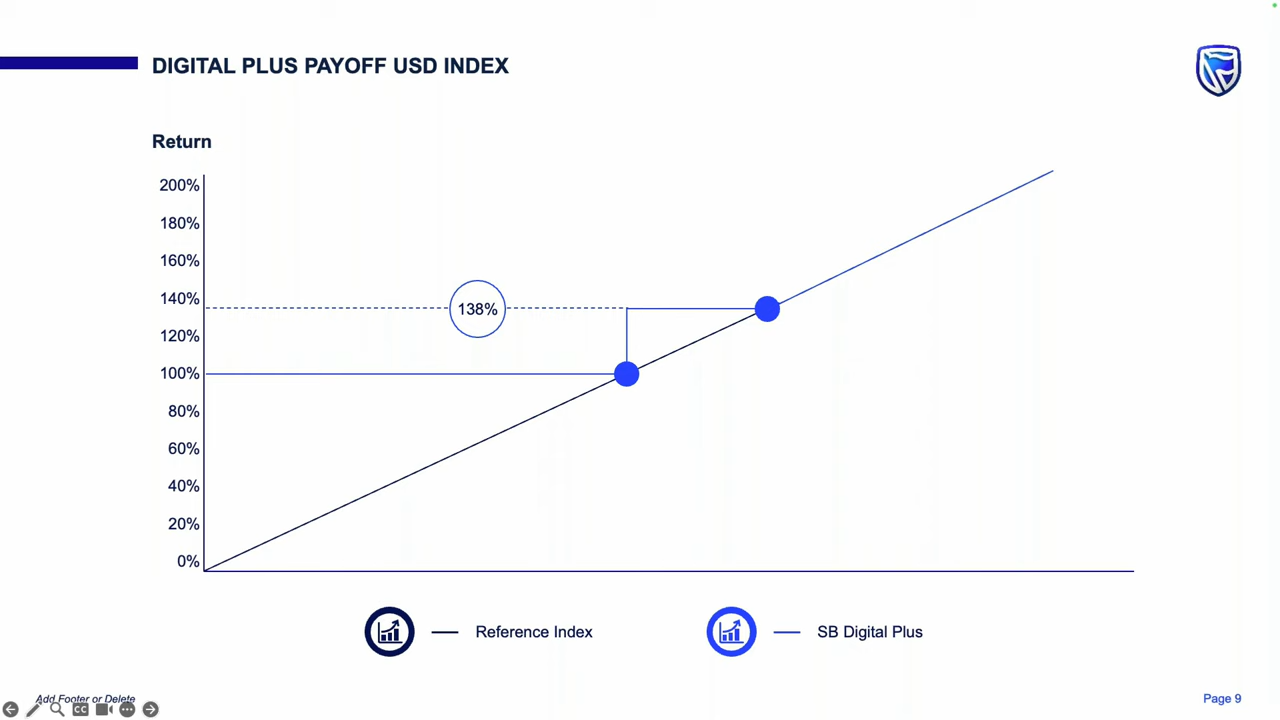 DIGITAL PLUS PAYOFF USD INDEX
Return
200%
180%
160%
140%
138%
120%
100%
80%
60%
40%
20%
0%
Reference Index
SB Digital Plus
Add Footer or Delete
CC
Page 9